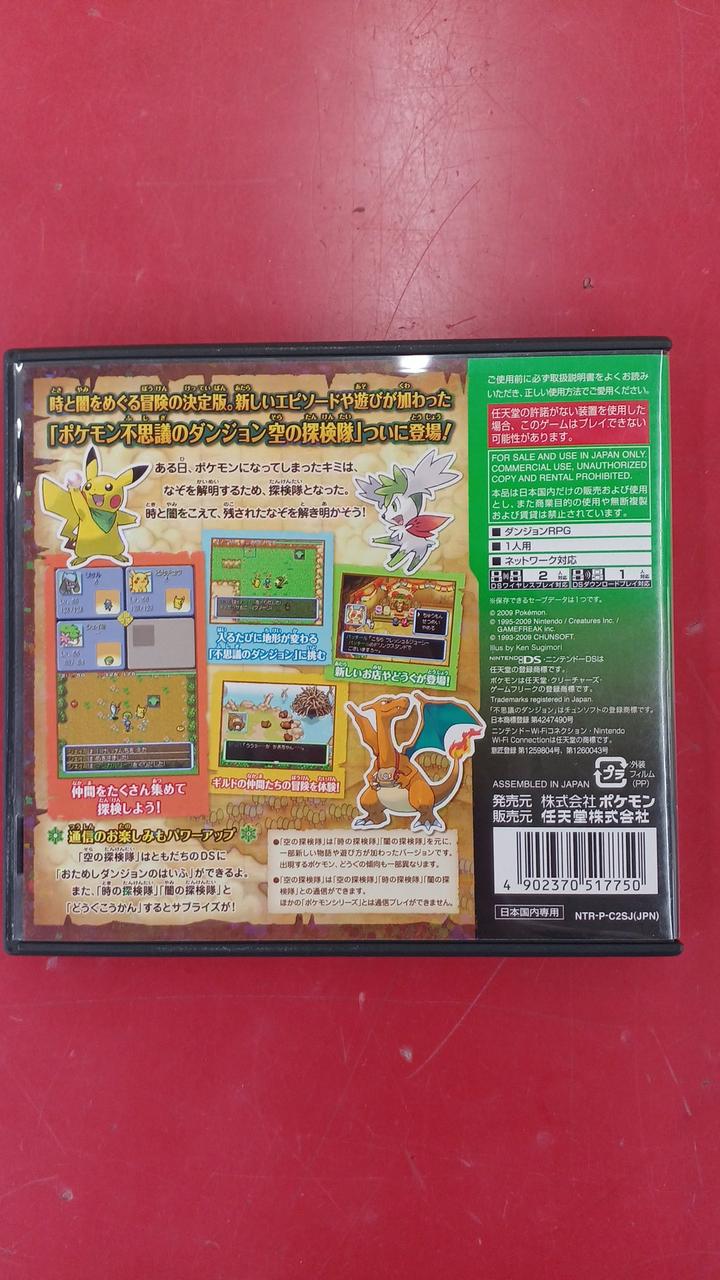 時と闇をめぐる冒険の決定版。新しいエピソードや遊びが加わった
「ポケモン不思議のダンジョン 空の探検隊」ついに登場!
ある日、ポケモンになってしまったキミは、
なぞを解明するため、探検隊となった。
時と闇をこえて、残されたなぞを解き明かそう!
入るたびに地形が変わる
「不思議のダンジョン」に挑む
新しいお店やどうぐが登場!
仲間をたくさん集めて
探検しよう!
ギルドの仲間たちの冒険を体験!
通信のお楽しみもパワーアップ
「空の探検隊」はともだちのDSに
「おためしダンジョンのはいふ」ができるよ。
また、「時の探検隊」「闇の探検隊」と
「どうぐこうかん」するとサプライズが!
●「空の探検隊」は「時の探検隊」「闇の探検隊」を元に、
一部新しい物語や遊び方が加わったバージョンです。
出現するポケモン、どうぐの傾向も一部異なります。
●「空の探検隊」は「空の探検隊」「時の探検隊」「闇の探
検隊」との通信ができます。
ほかの「ポケモンシリーズ」とは通信プレイができません。
ご使用前に必ず取扱説明書をよくお読み
いただき、正しい使用方法でご愛用ください。
任天堂の許諾がない装置を使用した
場合、このゲームはプレイできない
可能性があります。
FOR SALE AND USE IN JAPAN ONLY.
COMMERCIAL USE, UNAUTHORIZED
COPY AND RENTAL PROHIBITED.
本品は日本国内だけの販売および使用
とし、また商業目的の使用や無断複製
および賃貸は禁止されています。
■ ダンジョンRPG
■ 1人用
■ ネットワーク対応
2 人対応
DSワイヤレスプレイ対応
1 人対応
DSダウンロードプレイ対応
※保存できるセーブデータは1つです。
© 2009 Pokémon.
© 1995-2009 Nintendo / Creatures Inc. /
GAMEFREAK inc.
© 1993-2009 CHUNSOFT.
Illus by Ken Sugimori
NINTENDO DS・ニンテンドーDSは
任天堂の登録商標です。
ポケモンは任天堂・クリーチャーズ・
ゲームフリークの登録商標です。
Trademarks registered in Japan
「不思議のダンジョン」はチュンソフトの登録商標です。
日本商標登録 第4247490号
ニンテンドーWi-Fiコネクション・Nintendo
Wi-Fi Connectionは任天堂の商標です。
意匠登録 第1259804号、第1260043号
ASSEMBLED IN JAPAN
プラ
外装
フィルム
(PP)
発売元 株式会社ポケモン
販売元 任天堂株式会社
4 902370 517750
日本国内専用
NTR-P-C2SJ(JPN)